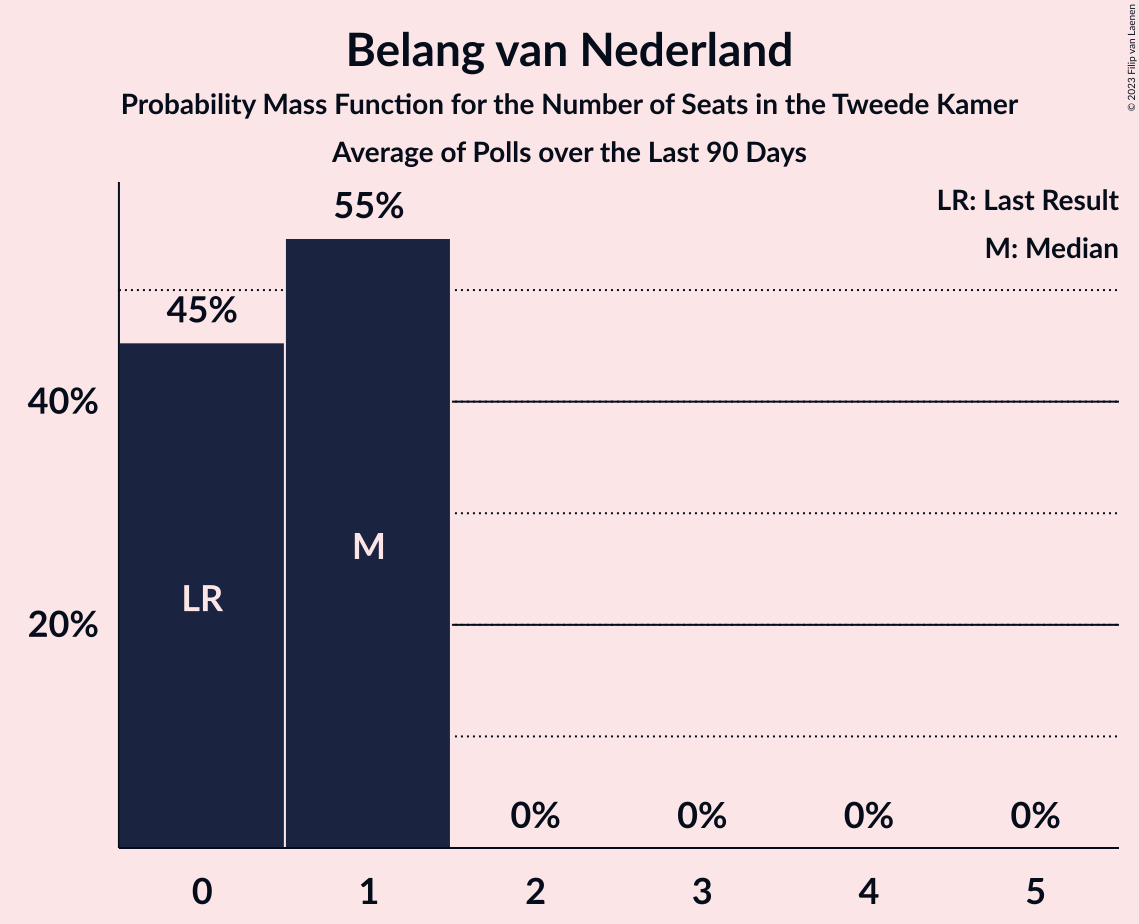 Belang van Nederland
Probability Mass Function for the Number of Seats in the Tweede Kamer
Average of Polls over the Last 90 Days
© 2023 Filip van Laenen
LR: Last Result
M: Median
55%
45%
40%
20%
M
LR
0% 0% 0% 0%
0 1 2 3 4 5